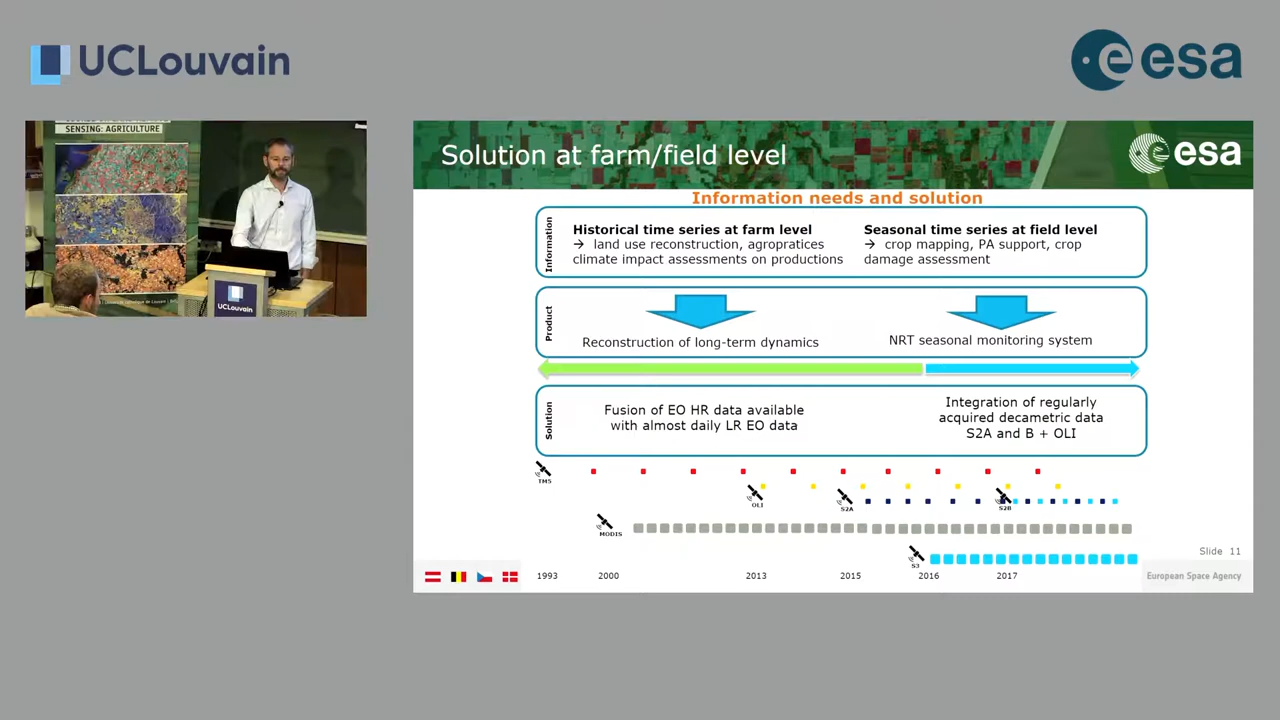 UCLouvain
esa
SENSING: AGRICULTURE
UCLouvain
Solution at farm/field level
esa
Information needs and solution
Information
Historical time series at farm level
→ land use reconstruction, agropratices
climate impact assessments on productions
Seasonal time series at field level
→ crop mapping, PA support, crop
damage assessment
Product
Reconstruction of long-term dynamics
NRT seasonal monitoring system
Solution
Fusion of EO HR data available
with almost daily LR EO data
Integration of regularly
acquired decametric data
S2A and B + OLI
TM5
OLI
S2A
S2B
MODIS
S3
Slide 11
1993
2000
2013
2015
2016
2017
European Space Agency